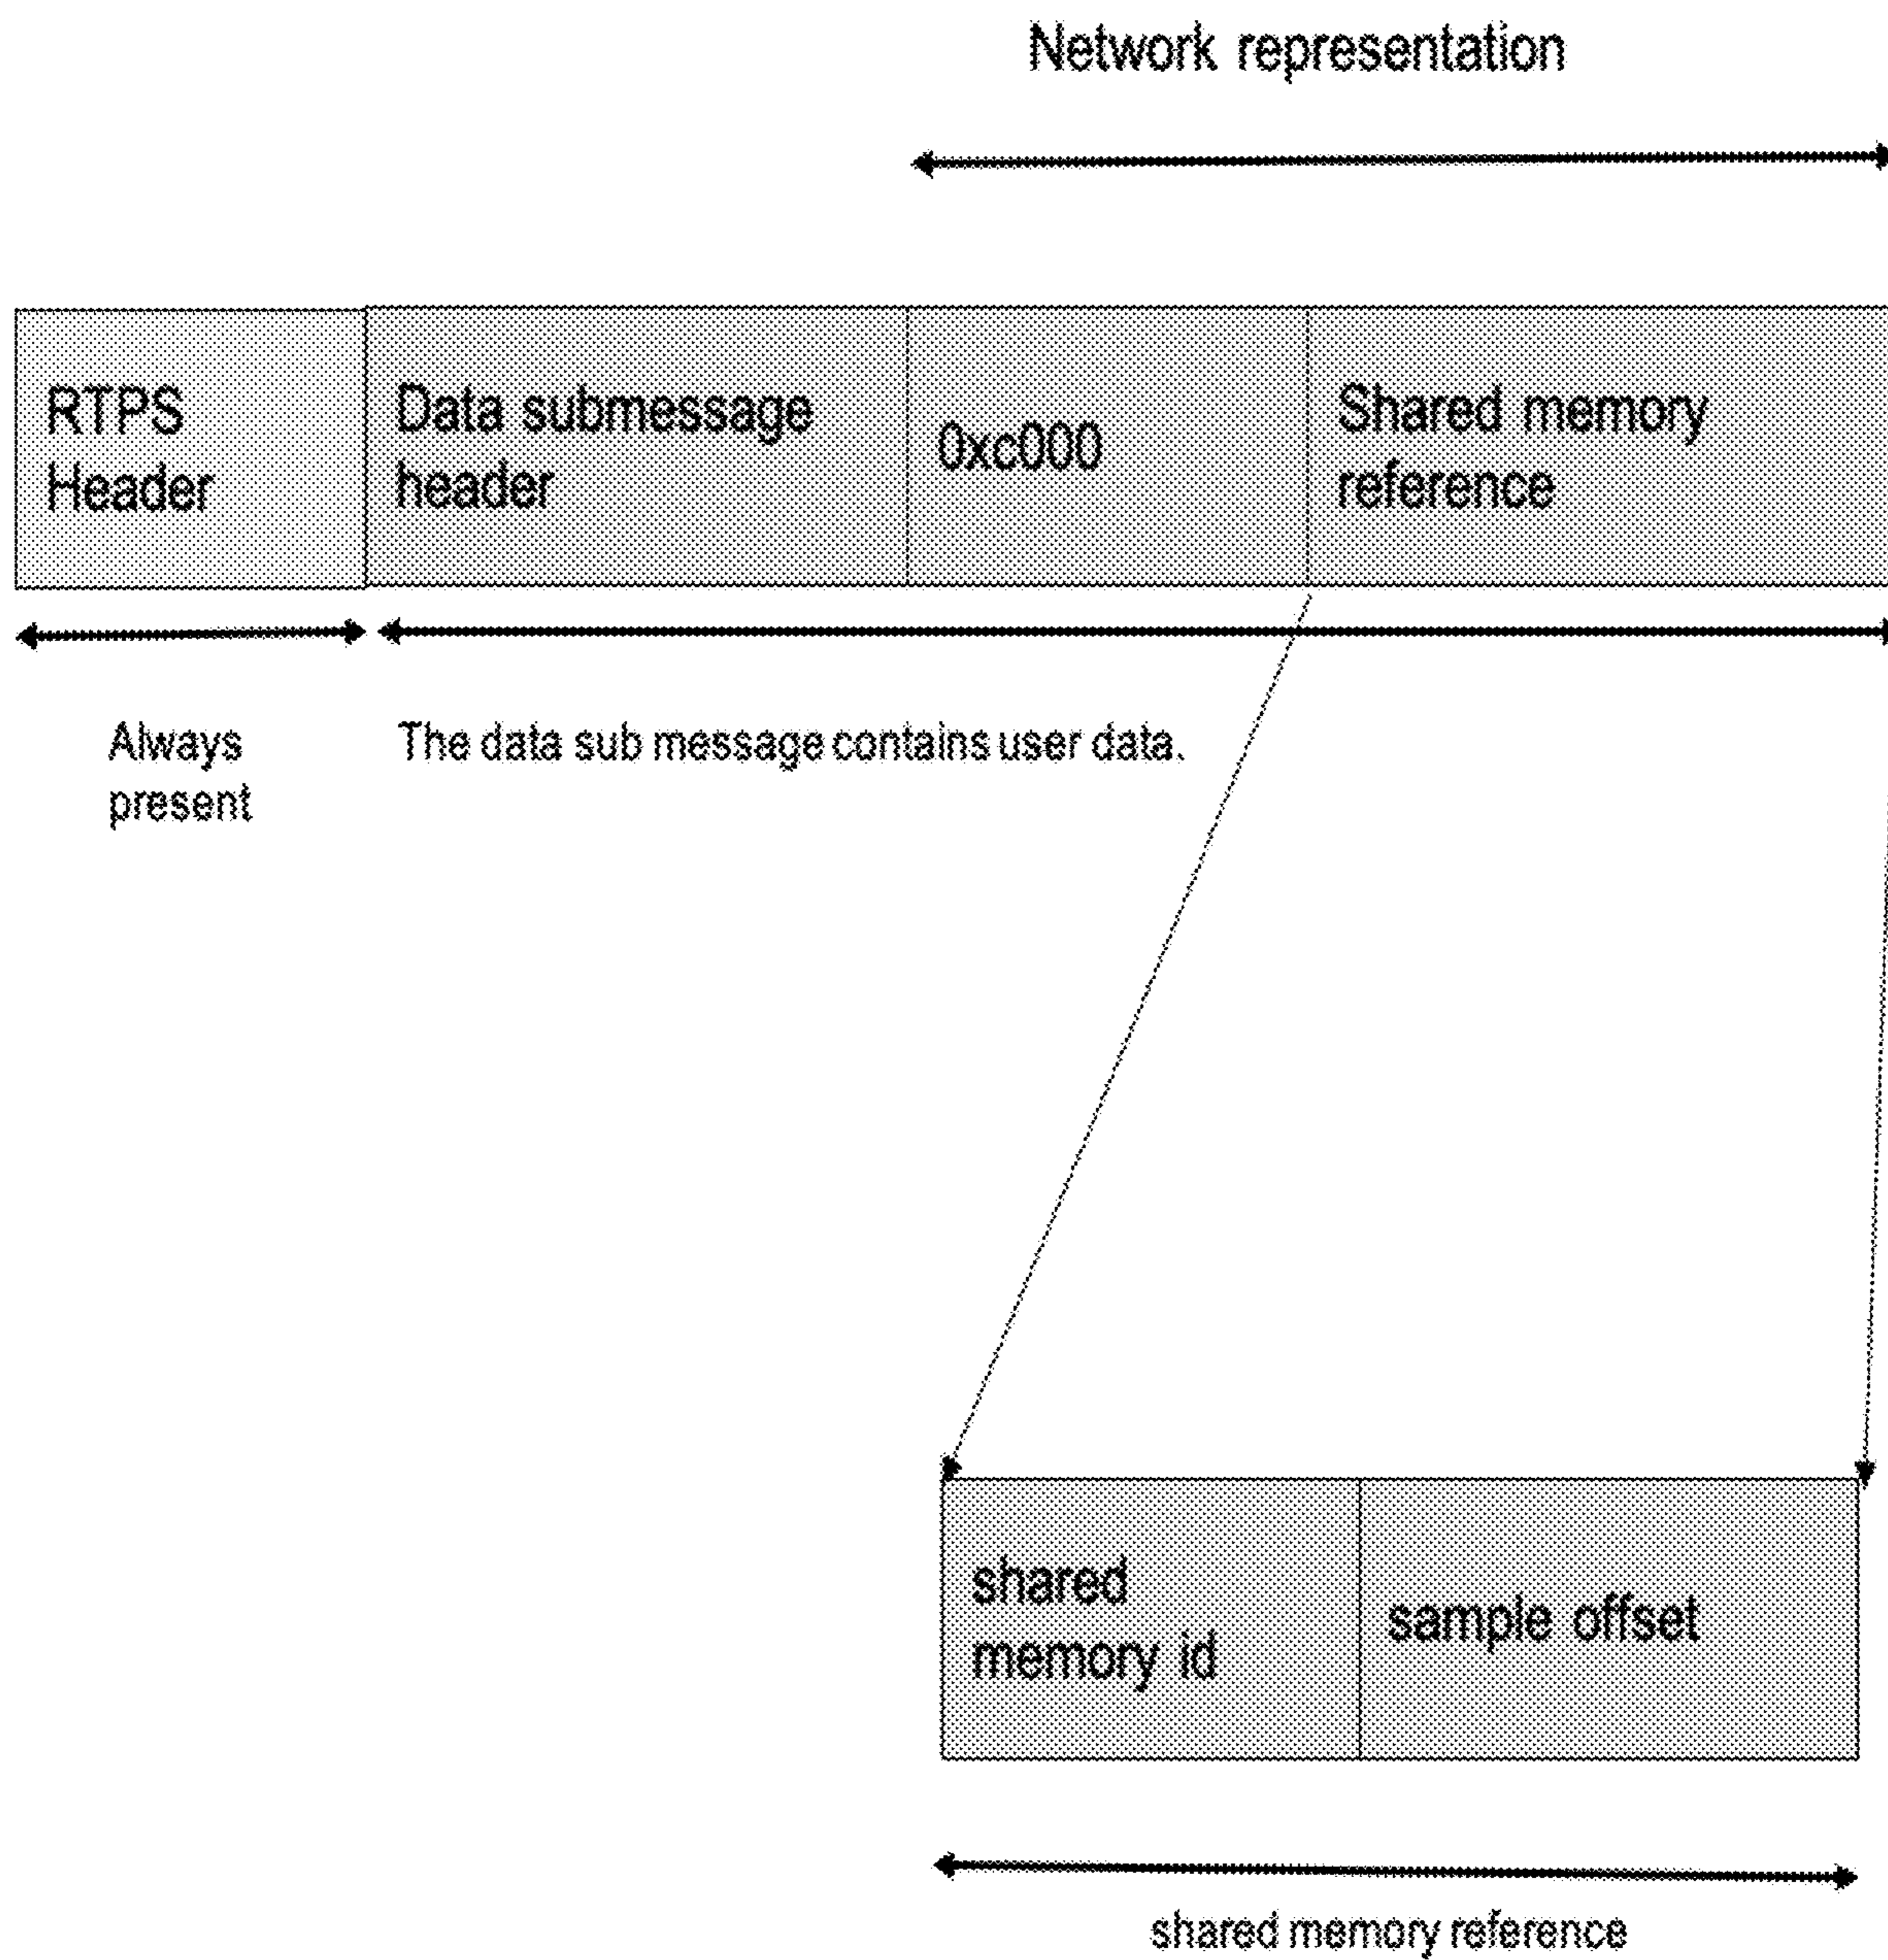 Network representation
RTPS
Header
Data submessage
header
0xc000
Shared memory
reference
Always
present
The data sub message contains user data.
shared
memory id
sample offset
shared memory reference